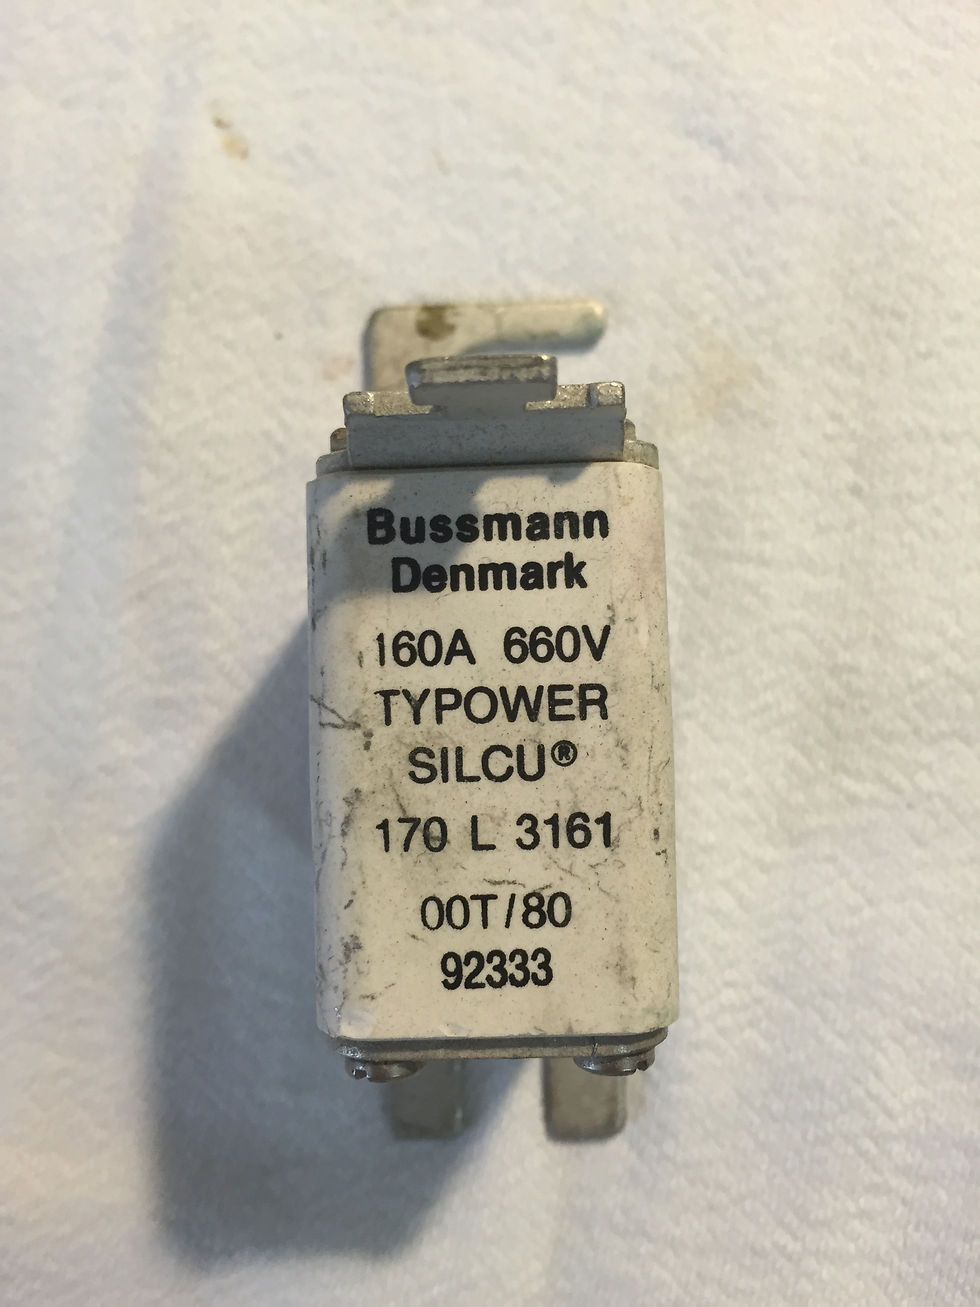 Bussmann
Denmark
160A 660V
TYPOWER
SILCU®
170 L 3161
00T/80
92333